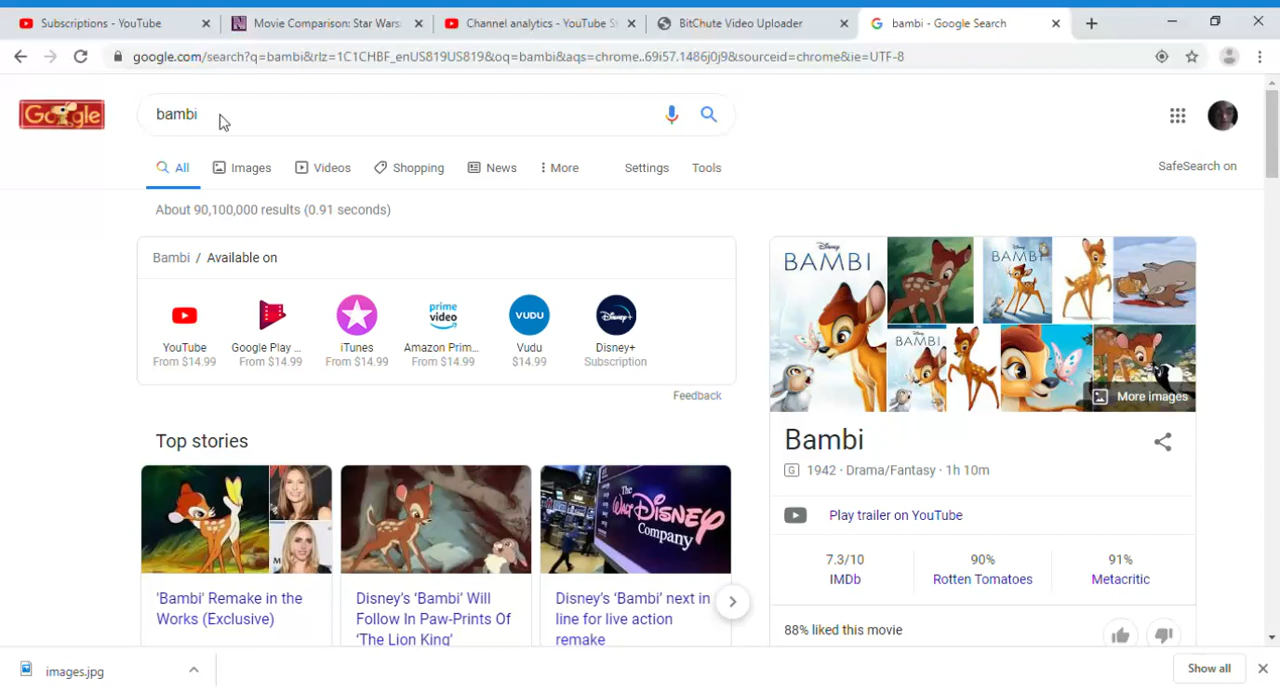 Subscriptions - YouTube
Movie Comparison: Star Wars:
Channel analytics - YouTube St
BitChute Video Uploader
bambi - Google Search
google.com/search?q=bambi&rlz=1C1CHBF_enUS819US819&oq=bambi&aqs=chrome..69i57.1486j0j9&sourceid=chrome&ie=UTF-8
Google
bambi
All
Images
Videos
Shopping
News
More
Settings
Tools
SafeSearch on
About 90,100,000 results (0.91 seconds)
Bambi / Available on
vudu
prime video
Disney+
YouTube
Google Play ...
iTunes
Amazon Prim...
Vudu
Disney+
From $14.99
From $14.99
From $14.99
From $14.99
$14.99
Subscription
Feedback
Disney
BAMBI
BAMBI
BAMBI
More images
Bambi
G 1942 · Drama/Fantasy · 1h 10m
Play trailer on YouTube
7.3/10
90%
91%
IMDb
Rotten Tomatoes
Metacritic
88% liked this movie
Top stories
The Walt Disney Company
'Bambi' Remake in the
Works (Exclusive)
Disney's 'Bambi' Will
Follow In Paw-Prints Of
'The Lion King'
Disney's 'Bambi' next in
line for live action
remake
images.jpg
Show all